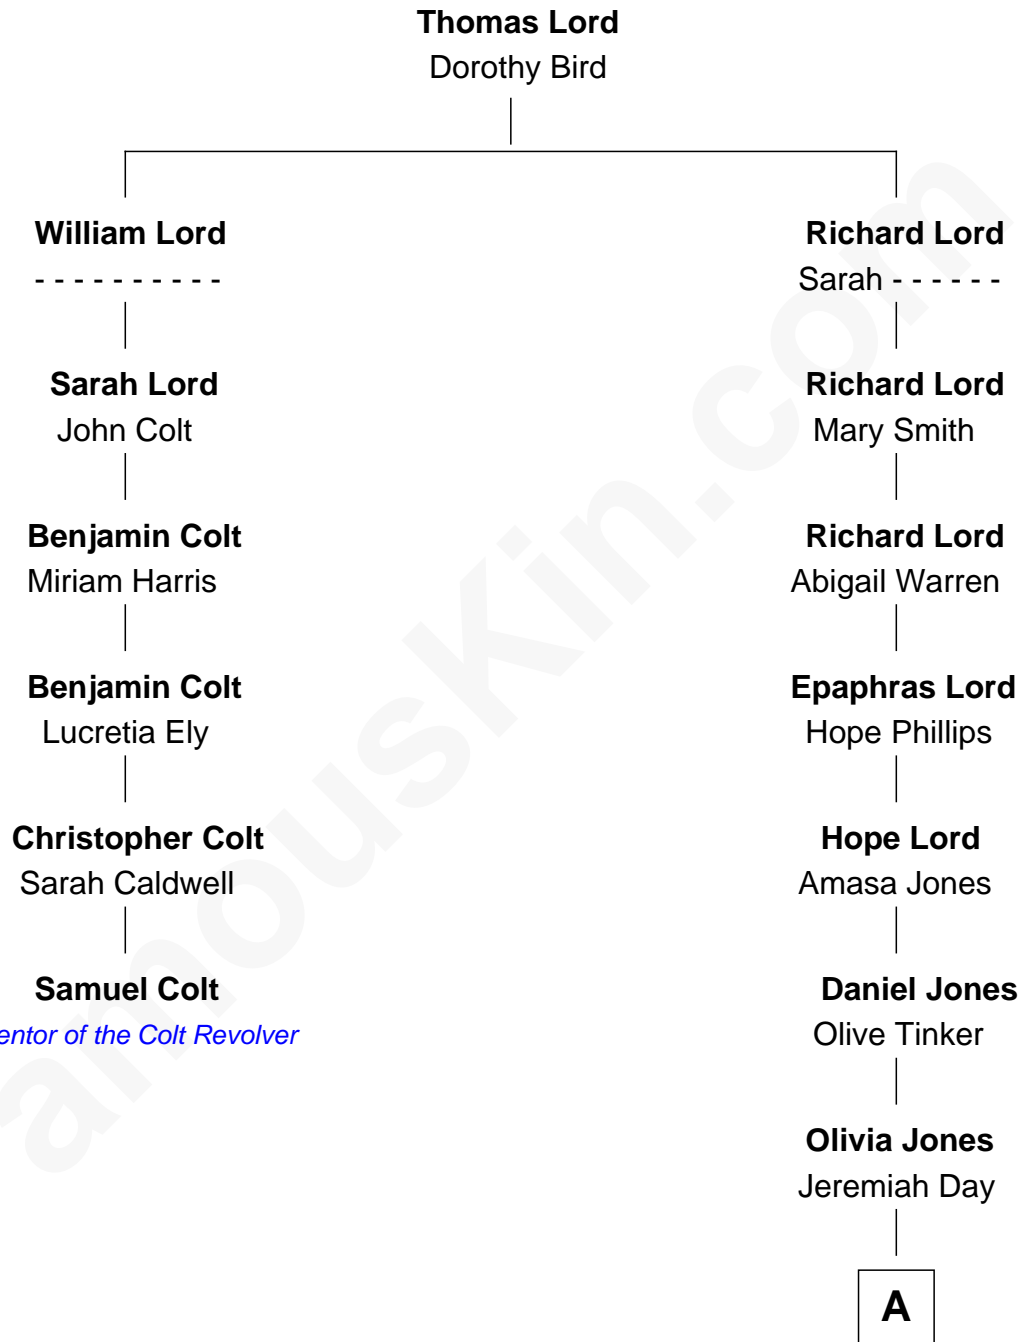 Thomas Lord
Dorothy Bird
William Lord
- - - - - - - - - -
Richard Lord
Sarah - - - - - -
Sarah Lord
John Colt
Richard Lord
Mary Smith
Benjamin Colt
Miriam Harris
Richard Lord
Abigail Warren
Benjamin Colt
Lucretia Ely
Epaphras Lord
Hope Phillips
Christopher Colt
Sarah Caldwell
Hope Lord
Amasa Jones
Samuel Colt
entor of the Colt Revolver
Daniel Jones
Olive Tinker
Olivia Jones
Jeremiah Day
A
amouskin.com